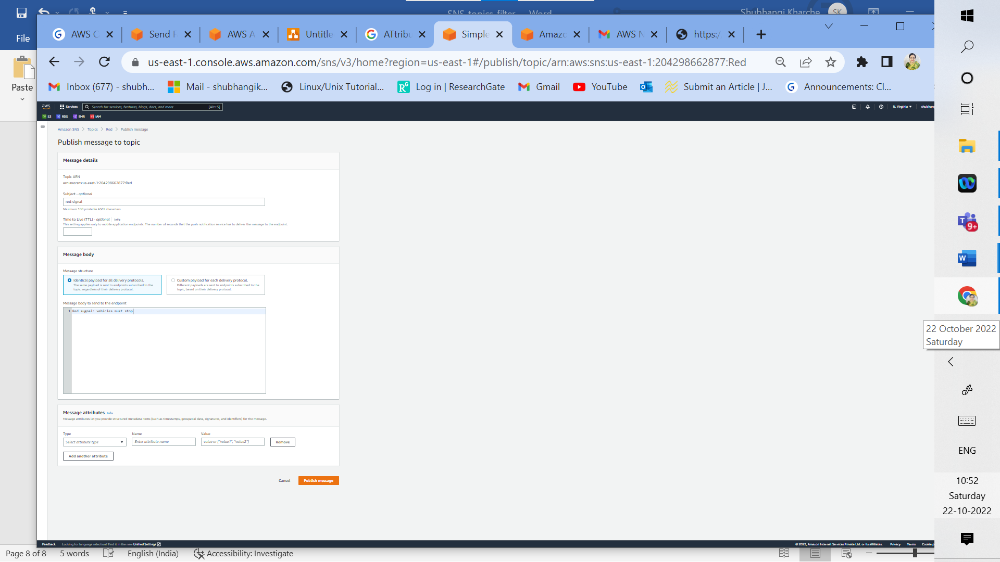 SNS_topics_filter - Word
Shubhangi Kharche
SK
File
Paste
AWS C
Send F
AWS A
Untitle
ATtribu
Simple
Amazo
AWS N
https:/
us-east-1.console.aws.amazon.com/sns/v3/home?region=us-east-1#/publish/topic/arn:aws:sns:us-east-1:204298662877:Red
Inbox (677) - shubh...
Mail - shubhangik...
Linux/Unix Tutorial...
Log in | ResearchGate
Gmail
YouTube
Submit an Article | J...
Announcements: Cl...
aws
Services
Search for services, features, blogs, docs, and more
[Alt+S]
N. Virginia
shubhang
S3
RDS
EMR
IAM
Amazon SNS
Topics
Red
Publish message
Publish message to topic
Message details
Topic ARN
arn:aws:sns:us-east-1:204298662877:Red
Subject - optional
red-signal
Maximum 100 printable ASCII characters
Time to Live (TTL) - optional Info
This setting applies only to mobile application endpoints. The number of seconds that the push notification service has to deliver the message to the endpoint.
Message body
Message structure
Identical payload for all delivery protocols.
The same payload is sent to endpoints subscribed to the
topic, regardless of their delivery protocol.
Custom payload for each delivery protocol.
Different payloads are sent to endpoints subscribed to the
topic, based on their delivery protocol.
Message body to send to the endpoint
1 Red sugnal: vehicles must stop
Message attributes Info
Message attributes let you provide structured metadata items (such as timestamps, geospatial data, signatures, and identifiers) for the message.
Type
Name
Value
Select attribute type
Enter attribute name
value or ["value1", "value2"]
Remove
Add another attribute
Cancel
Publish message
Feedback
Looking for language selection? Find it in the new Unified Settings
© 2022, Amazon Internet Services Private Ltd. or its affiliates.
Privacy
Terms
Cookie p
Page 8 of 8
5 words
English (India)
Accessibility: Investigate
9+
22 October 2022
Saturday
ENG
10:52
Saturday
22-10-2022